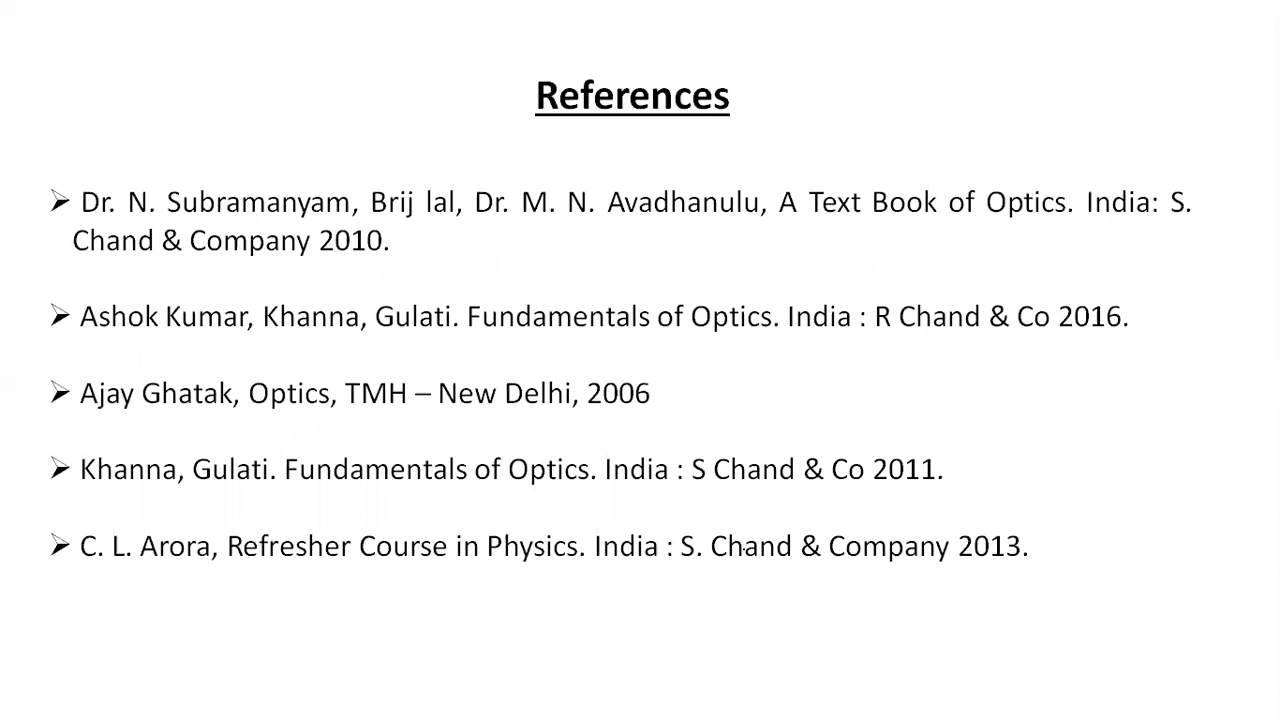 References
Dr. N. Subramanyam, Brij lal, Dr. M. N. Avadhanulu, A Text Book of Optics. India: S.
Chand & Company 2010.
Ashok Kumar, Khanna, Gulati. Fundamentals of Optics. India : R Chand & Co 2016.
Ajay Ghatak, Optics, TMH – New Delhi, 2006
Khanna, Gulati. Fundamentals of Optics. India : S Chand & Co 2011.
C. L. Arora, Refresher Course in Physics. India : S. Chand & Company 2013.